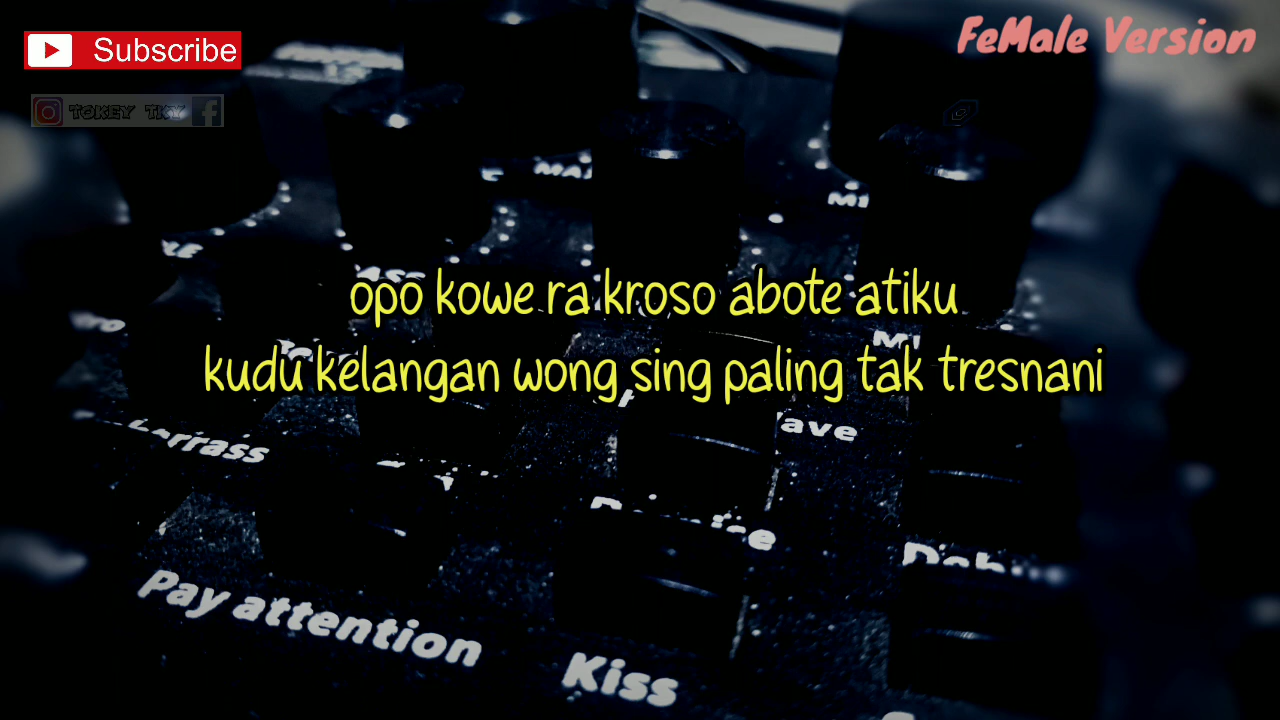 FeMale Version
Subscribe
TOKEY TKY
opo kowe ra kroso abote atiku
kudu kelangan wong sing paling tak tresnani
Pay attention
Kiss